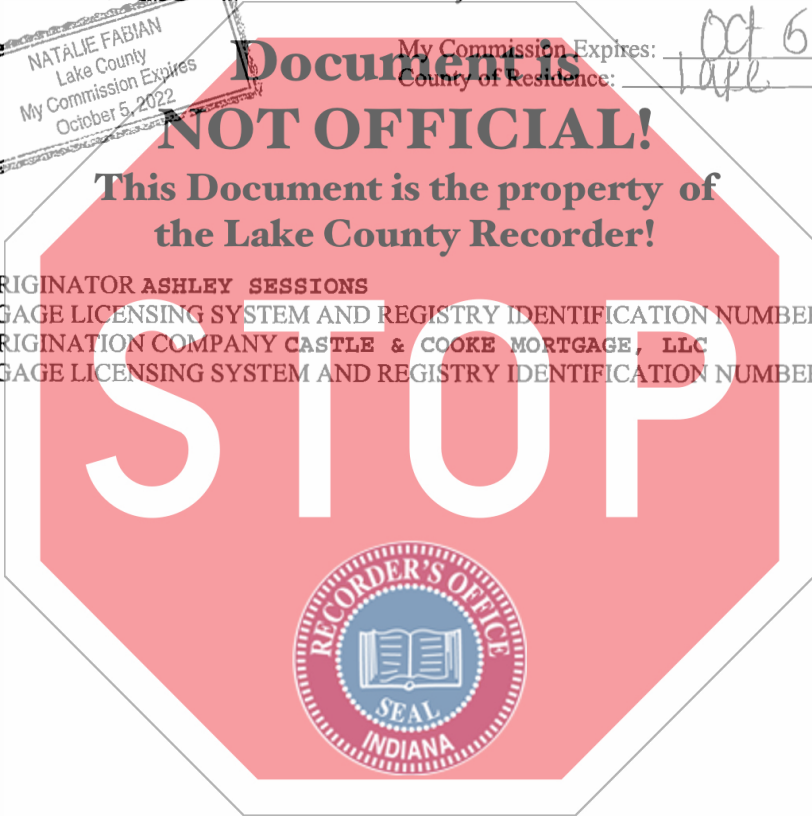 NATALIE FABIAN
Lake County
My Commission Expires
October 5, 2022
My Commission Expires: Oct 6
County of Residence: Lake
Document is
NOT OFFICIAL!
This Document is the property of
the Lake County Recorder!
RIGINATOR ASHLEY SESSIONS
GAGE LICENSING SYSTEM AND REGISTRY IDENTIFICATION NUMBE
RIGINATION COMPANY CASTLE & COOKE MORTGAGE, LLC
GAGE LICENSING SYSTEM AND REGISTRY IDENTIFICATION NUMBE
STOP
RECORDER'S OFFICE
SEAL
INDIANA